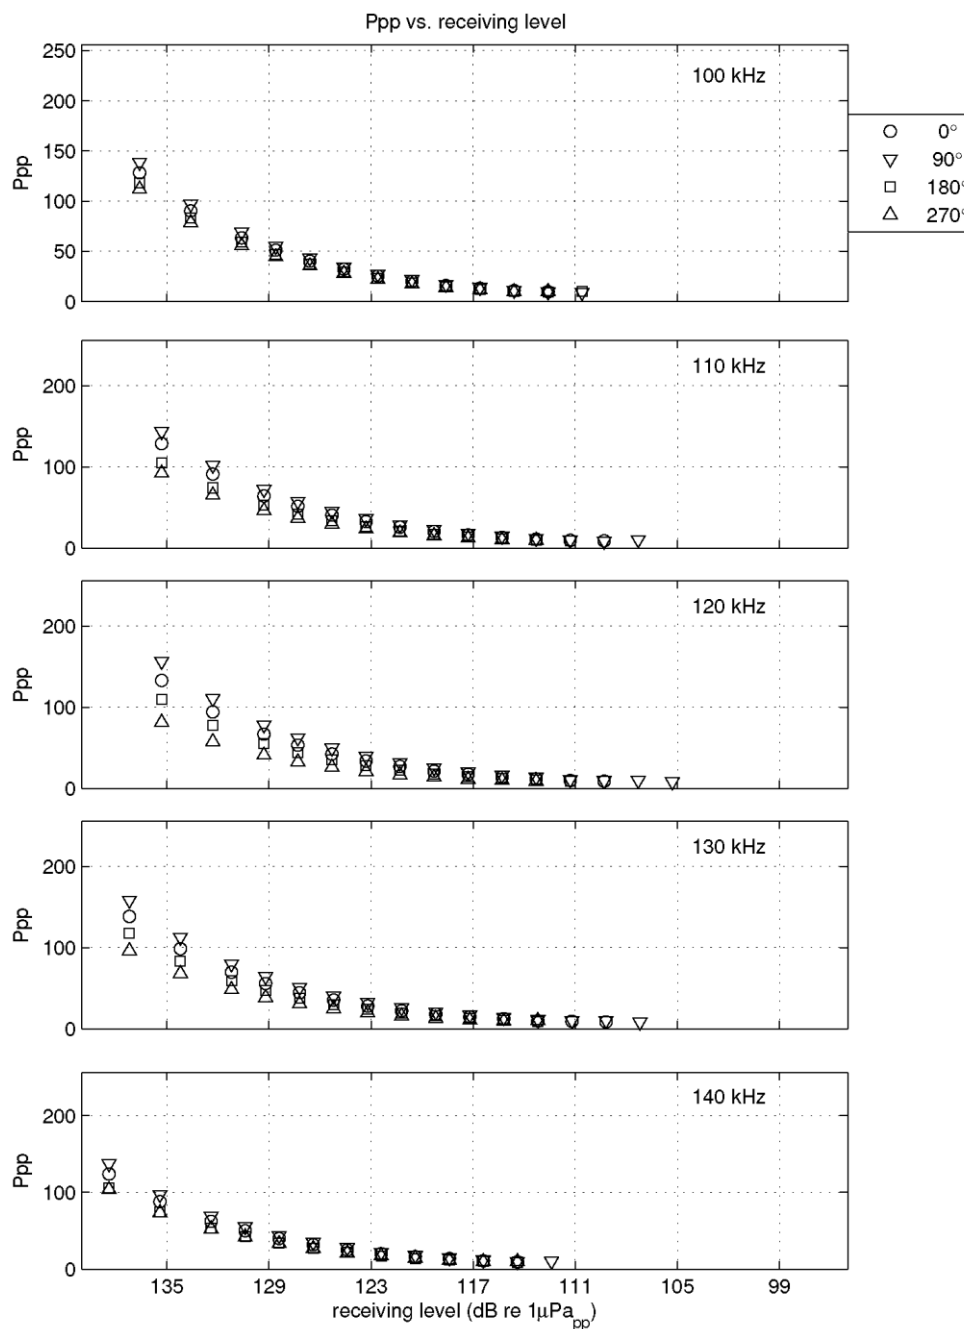 Ppp vs. receiving level
250
200
150
100
50
0
Ppp
100 kHz
0°
90°
180°
270°
200
100
0
Ppp
110 kHz
200
100
0
Ppp
120 kHz
200
100
0
Ppp
130 kHz
200
100
0
Ppp
140 kHz
135 129 123 117 111 105 99
receiving level (dB re 1μPapp)